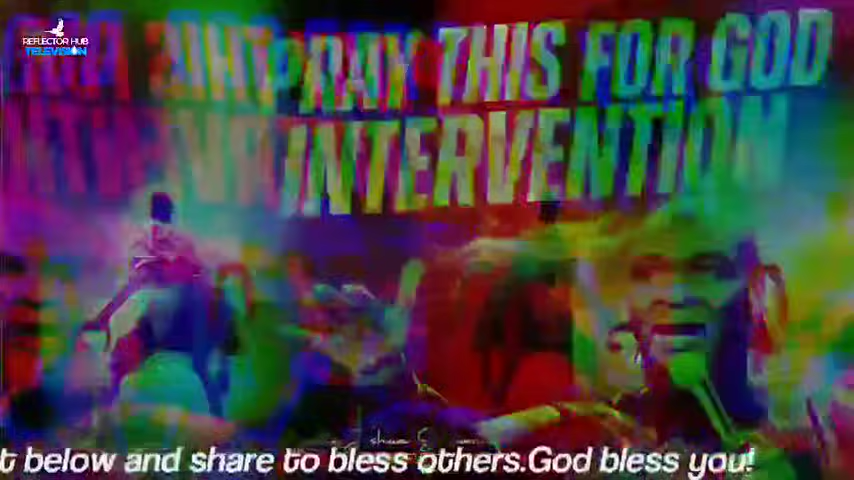 REFLECTOR HUB
TELEVISION
PRAY THIS FOR GOD
INTERVENTION
t below and share to bless others.God bless you!